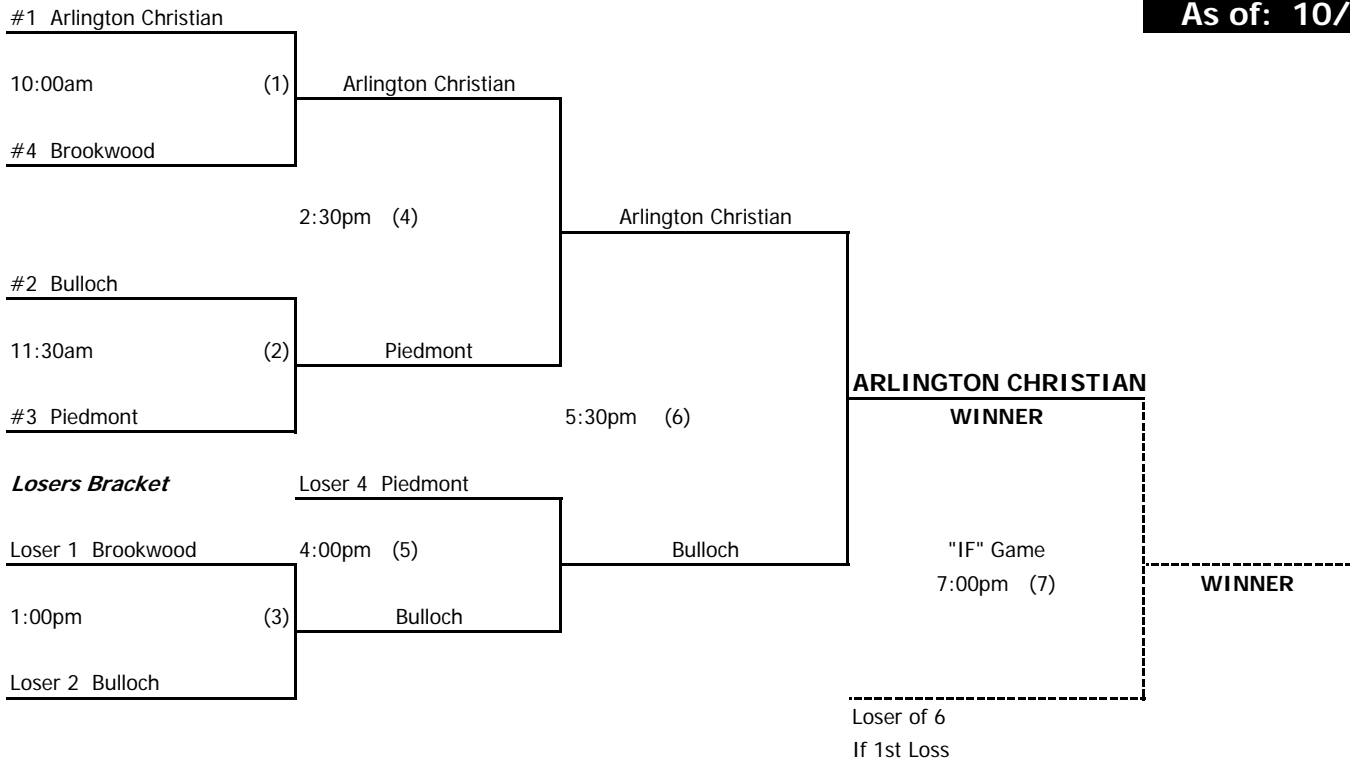 As of: 10/
#1 Arlington Christian
10:00am (1) Arlington Christian
#4 Brookwood
2:30pm (4) Arlington Christian
#2 Bulloch
11:30am (2) Piedmont
ARLINGTON CHRISTIAN
#3 Piedmont 5:30pm (6) WINNER
Losers Bracket Loser 4 Piedmont
Loser 1 Brookwood 4:00pm (5) Bulloch "IF" Game
7:00pm (7) WINNER
1:00pm (3) Bulloch
Loser 2 Bulloch
Loser of 6
If 1st Loss